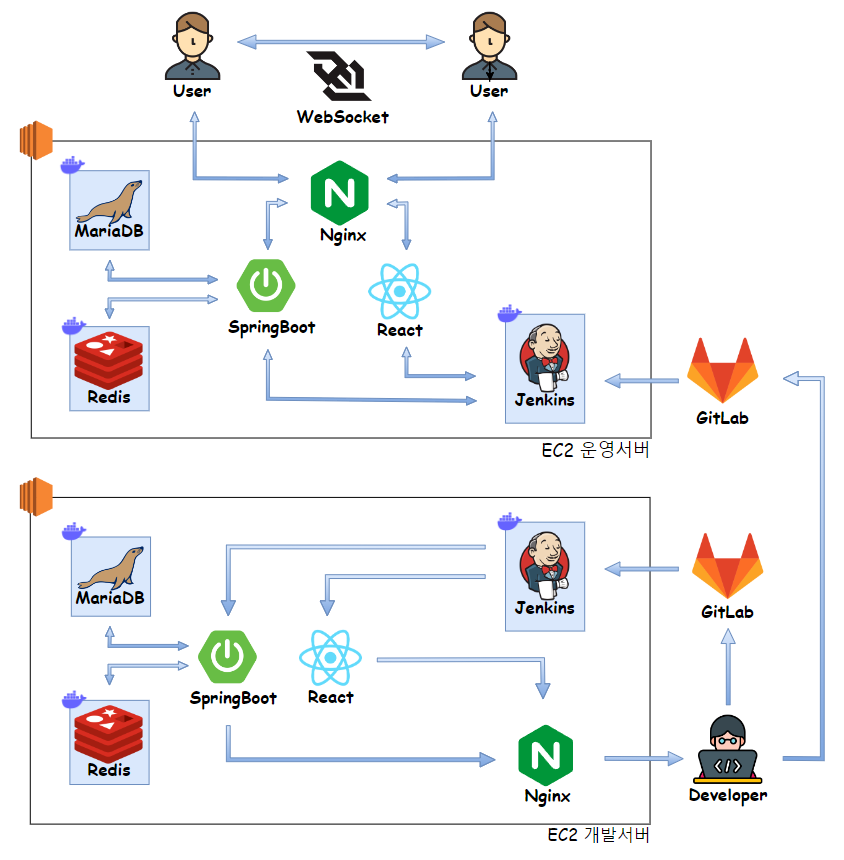 User
User
WebSocket
MariaDB
N
Nginx
SpringBoot
React
Redis
Jenkins
GitLab
EC2 운영서버
MariaDB
Jenkins
GitLab
SpringBoot
React
Redis
N
Nginx
</>
Developer
EC2 개발서버